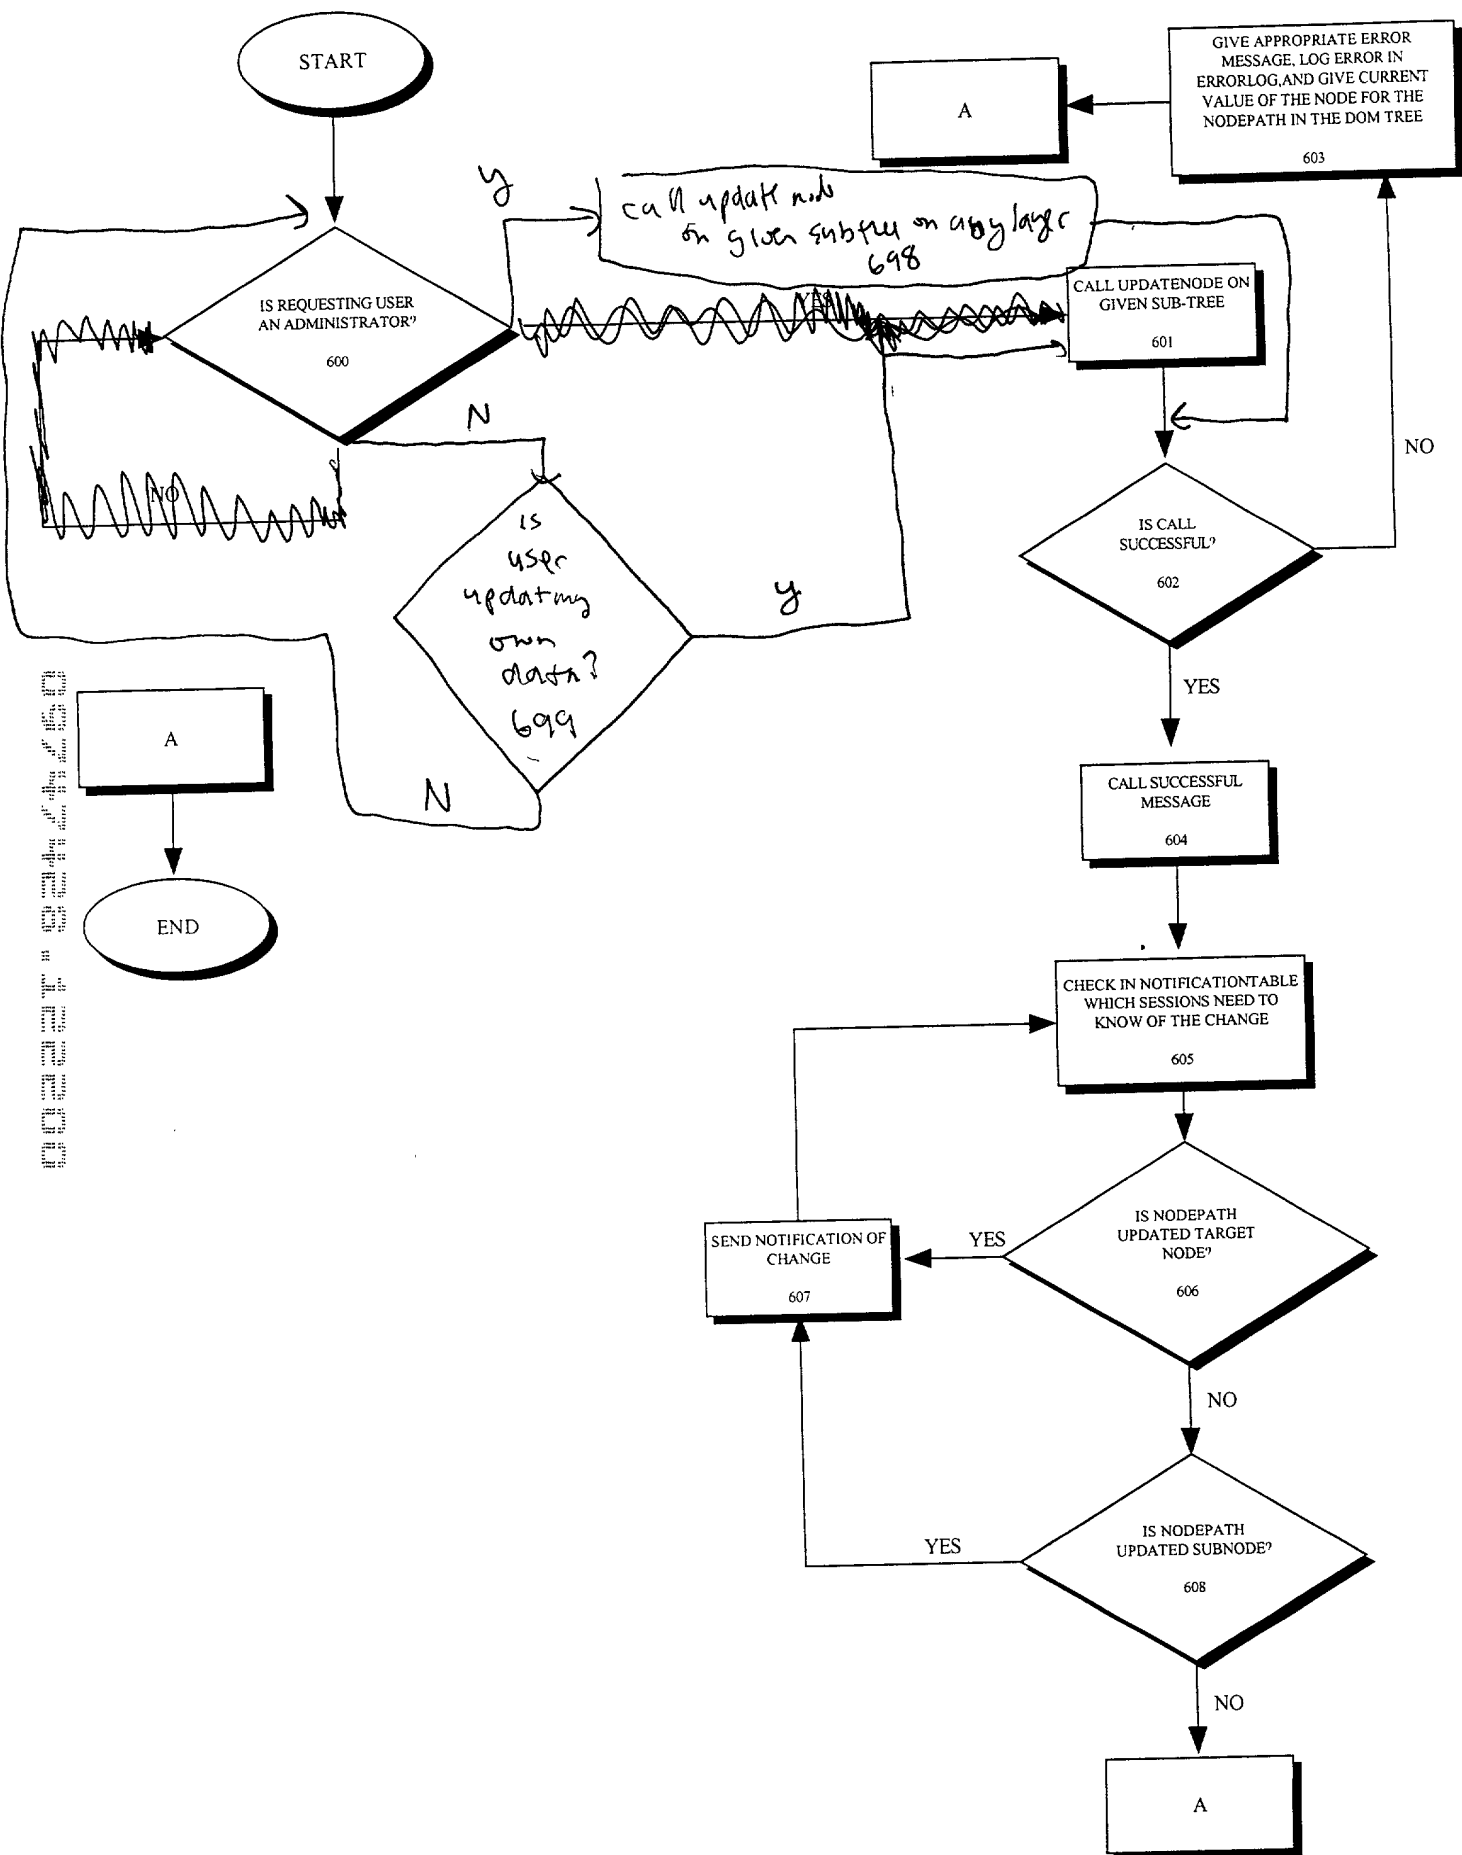 START
GIVE APPROPRIATE ERROR
MESSAGE, LOG ERROR IN
ERRORLOG,AND GIVE CURRENT
VALUE OF THE NODE FOR THE
NODEPATH IN THE DOM TREE
603
A
y
call update node
on given subtree on any layer
698
IS REQUESTING USER
AN ADMINISTRATOR?
600
YES
CALL UPDATENODE ON
GIVEN SUB-TREE
601
N
NO
NO
IS CALL
SUCCESSFUL?
602
is
user
updating
own
data?
699
y
N
YES
A
END
CALL SUCCESSFUL
MESSAGE
604
CHECK IN NOTIFICATIONTABLE
WHICH SESSIONS NEED TO
KNOW OF THE CHANGE
605
IS NODEPATH
UPDATED TARGET
NODE?
606
YES
SEND NOTIFICATION OF
CHANGE
607
NO
IS NODEPATH
UPDATED SUBNODE?
608
YES
NO
A
09747426.122200